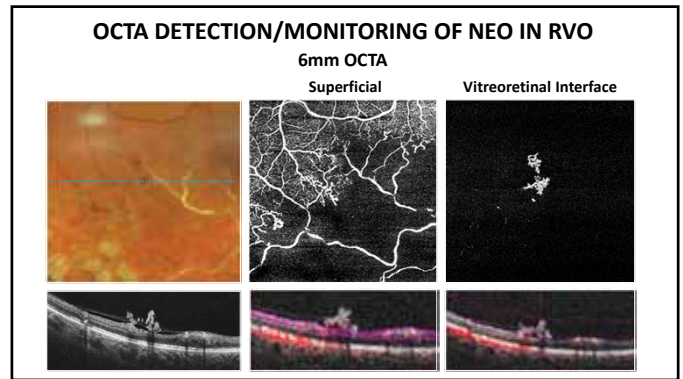 OCTA DETECTION/MONITORING OF NEO IN RVO
6mm OCTA
Superficial
Vitreoretinal Interface